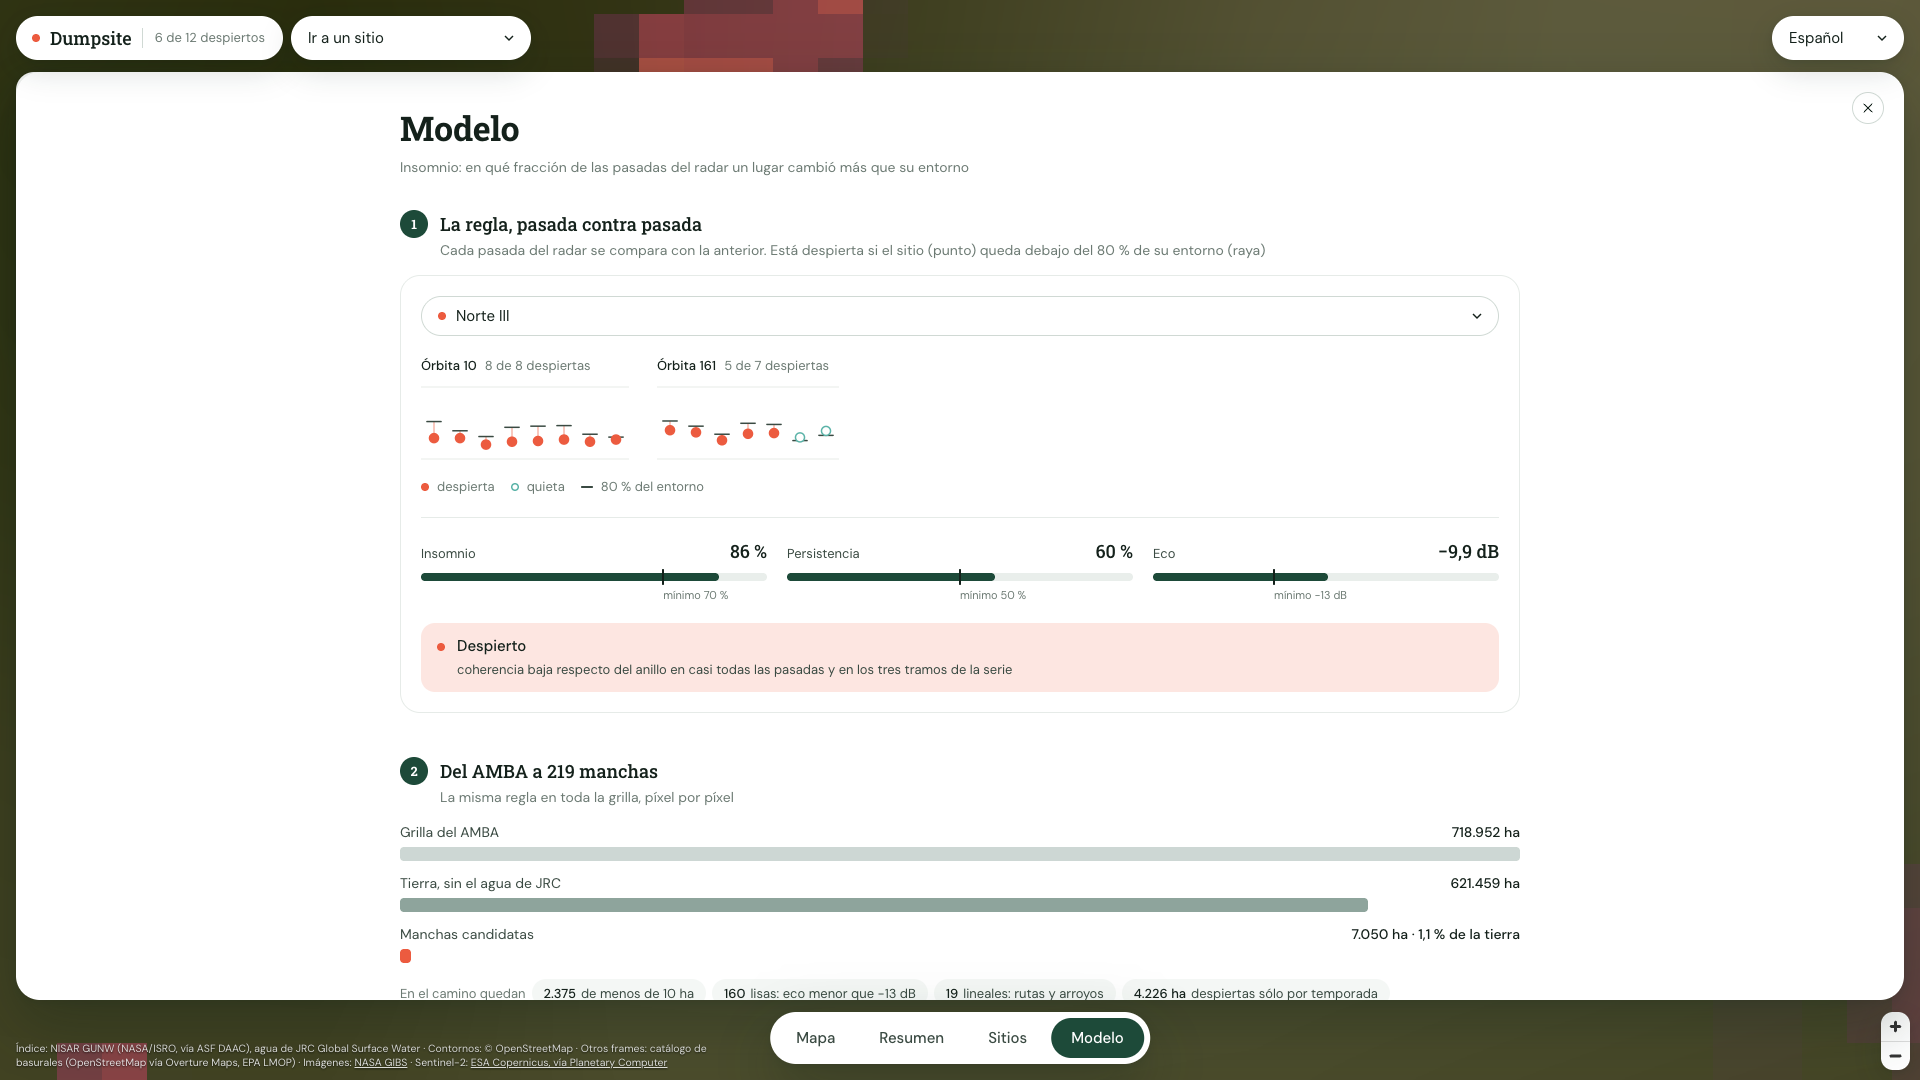 Dumpsite 6 de 12 despiertos
Ir a un sitio
Español
Modelo
Insomnio: en qué fracción de las pasadas del radar un lugar cambió más que su entorno
1 La regla, pasada contra pasada
Cada pasada del radar se compara con la anterior. Está despierta si el sitio (punto) queda debajo del 80 % de su entorno (raya)
Norte III
Órbita 10 8 de 8 despiertas
Órbita 161 5 de 7 despiertas
despierta quieta 80 % del entorno
Insomnio 86 %
mínimo 70 %
Persistencia 60 %
mínimo 50 %
Eco -9,9 dB
mínimo -13 dB
Despierto
coherencia baja respecto del anillo en casi todas las pasadas y en los tres tramos de la serie
2 Del AMBA a 219 manchas
La misma regla en toda la grilla, píxel por píxel
Grilla del AMBA 718.952 ha
Tierra, sin el agua de JRC 621.459 ha
Manchas candidatas 7.050 ha · 1,1 % de la tierra
En el camino quedan 2.375 de menos de 10 ha 160 lisas: eco menor que -13 dB 19 lineales: rutas y arroyos 4.226 ha despiertas sólo por temporada
Mapa Resumen Sitios Modelo
Índice: NISAR GUNW (NASA/ISRO, vía ASF DAAC), agua de JRC Global Surface Water · Contornos: © OpenStreetMap · Otros frames: catálogo de
basurales (OpenStreetMap vía Overture Maps, EPA LMOP) · Imágenes: NASA GIBS · Sentinel-2: ESA Copernicus, vía Planetary Computer